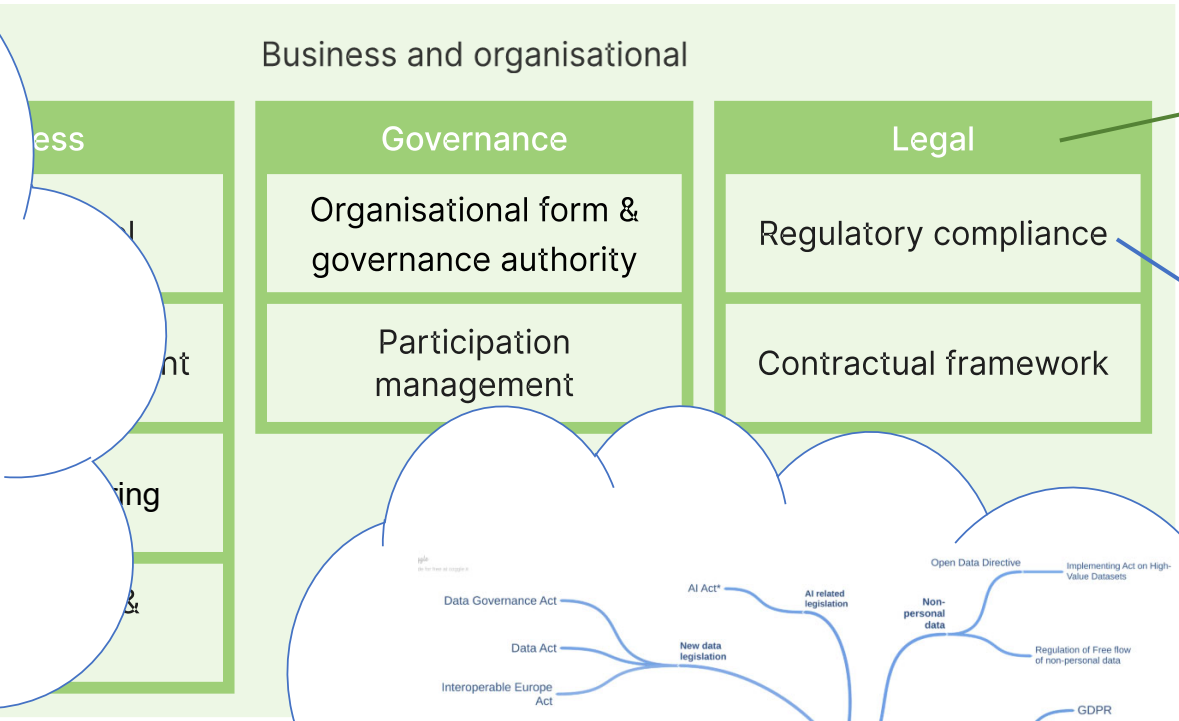 Business and organisational
ess
l
nt
ring
&
Governance
Organisational form &
governance authority
Participation
management
Legal
Regulatory compliance
Contractual framework
Data Governance Act
Data Act
Interoperable Europe
Act
New data
legislation
AI Act*
AI related
legislation
Open Data Directive
Implementing Act on High-
Value Datasets
Non-
personal
data
Regulation of Free flow
of non-personal data
GDPR